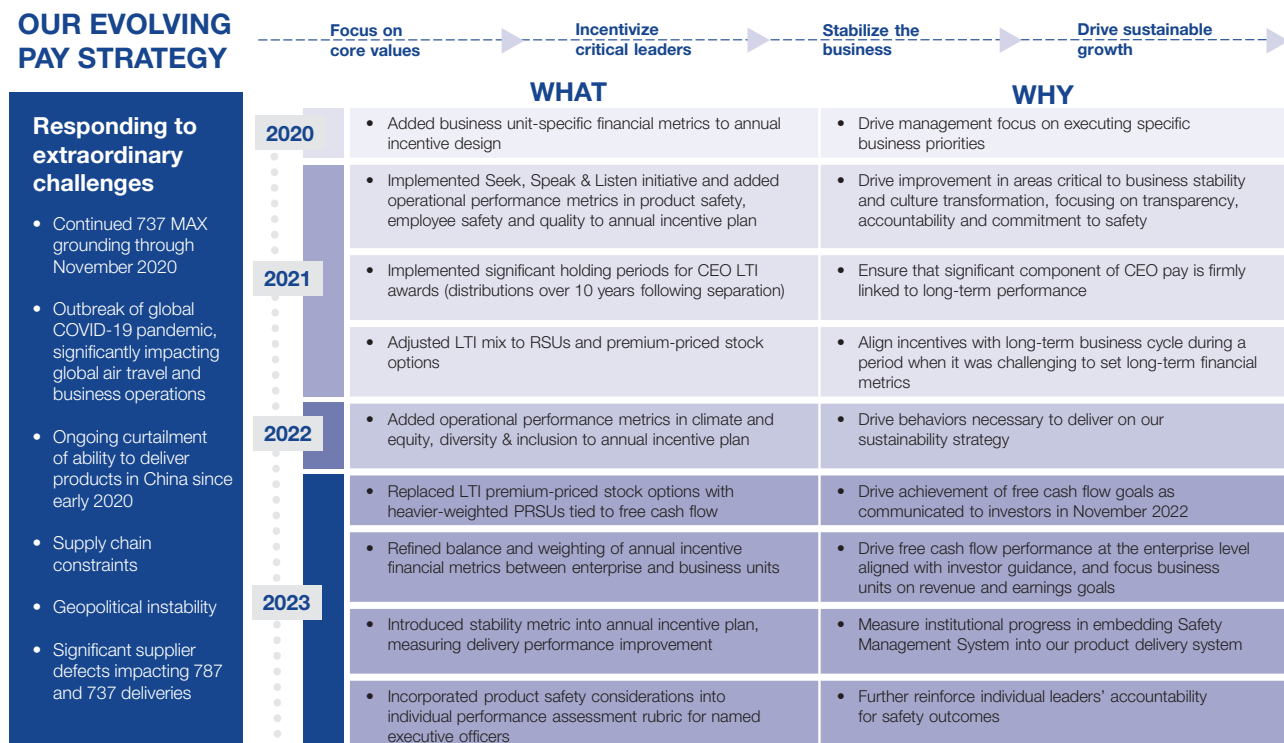 OUR EVOLVING
PAY STRATEGY
Focus on
core values
Incentivize
critical leaders
Stabilize the
business
Drive sustainable
growth
Responding to
extraordinary
challenges
• Continued 737 MAX
grounding through
November 2020
• Outbreak of global
COVID-19 pandemic,
significantly impacting
global air travel and
business operations
• Ongoing curtailment
of ability to deliver
products in China since
early 2020
• Supply chain
constraints
• Geopolitical instability
• Significant supplier
defects impacting 787
and 737 deliveries
WHAT
WHY
2020
• Added business unit-specific financial metrics to annual
incentive design
• Drive management focus on executing specific
business priorities
2021
• Implemented Seek, Speak & Listen initiative and added
operational performance metrics in product safety,
employee safety and quality to annual incentive plan
• Drive improvement in areas critical to business stability
and culture transformation, focusing on transparency,
accountability and commitment to safety
• Implemented significant holding periods for CEO LTI
awards (distributions over 10 years following separation)
• Ensure that significant component of CEO pay is firmly
linked to long-term performance
• Adjusted LTI mix to RSUs and premium-priced stock
options
• Align incentives with long-term business cycle during a
period when it was challenging to set long-term financial
metrics
2022
• Added operational performance metrics in climate and
equity, diversity & inclusion to annual incentive plan
• Drive behaviors necessary to deliver on our
sustainability strategy
2023
• Replaced LTI premium-priced stock options with
heavier-weighted PRSUs tied to free cash flow
• Drive achievement of free cash flow goals as
communicated to investors in November 2022
• Refined balance and weighting of annual incentive
financial metrics between enterprise and business units
• Drive free cash flow performance at the enterprise level
aligned with investor guidance, and focus business
units on revenue and earnings goals
• Introduced stability metric into annual incentive plan,
measuring delivery performance improvement
• Measure institutional progress in embedding Safety
Management System into our product delivery system
• Incorporated product safety considerations into
individual performance assessment rubric for named
executive officers
• Further reinforce individual leaders' accountability
for safety outcomes